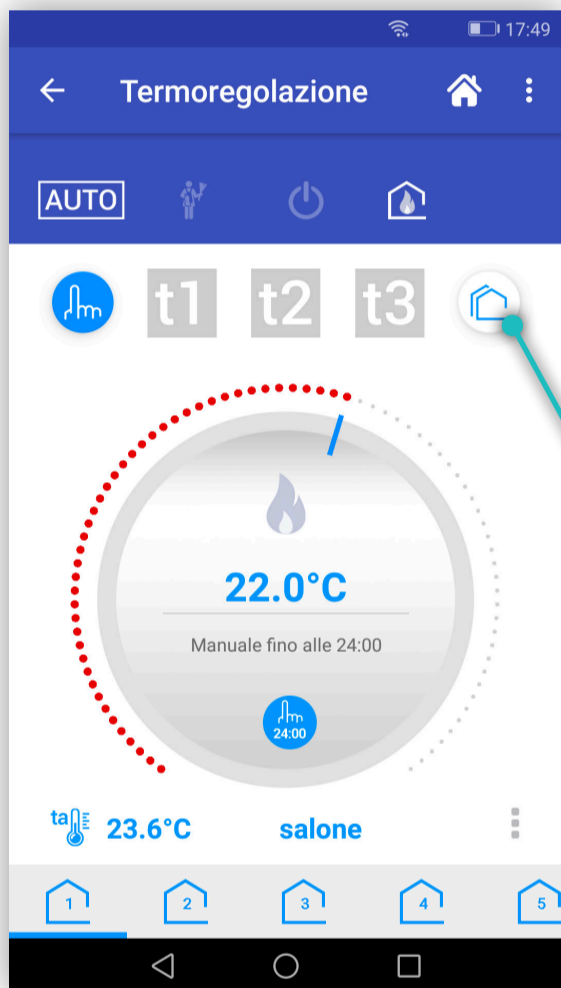 17:49
Termoregolazione
AUTO
t1 t2 t3
22.0°C
Manuale fino alle 24:00
24:00
ta 23.6°C salone
1 2 3 4 5